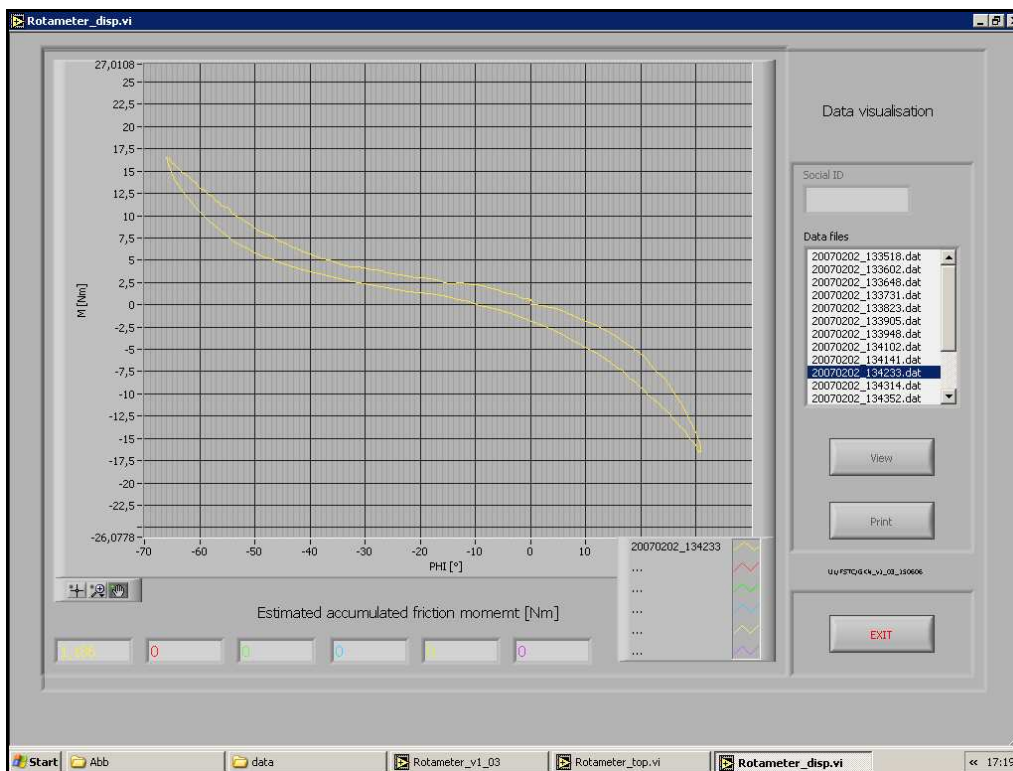 Rotameter_disp.vi
27,0108
25
22,5
20
17,5
15
12,5
10
7,5
5
2,5
0
-2,5
-5
-7,5
-10
-12,5
-15
-17,5
-20
-22,5
-26,0778
M [Nm]
-70 -60 -50 -40 -30 -20 -10 0 10
PHI [°]
20070202_134233
...
...
...
...
...
Estimated accumulated friction momemt [Nm]
0 0 0 0
Data visualisation
Social ID
Data files
20070202_133518.dat
20070202_133602.dat
20070202_133648.dat
20070202_133731.dat
20070202_133823.dat
20070202_133905.dat
20070202_133948.dat
20070202_134102.dat
20070202_134141.dat
20070202_134233.dat
20070202_134314.dat
20070202_134352.dat
View
Print
EXIT
Start Abb data Rotameter_v1_03 Rotameter_top.vi Rotameter_disp.vi « 17:19